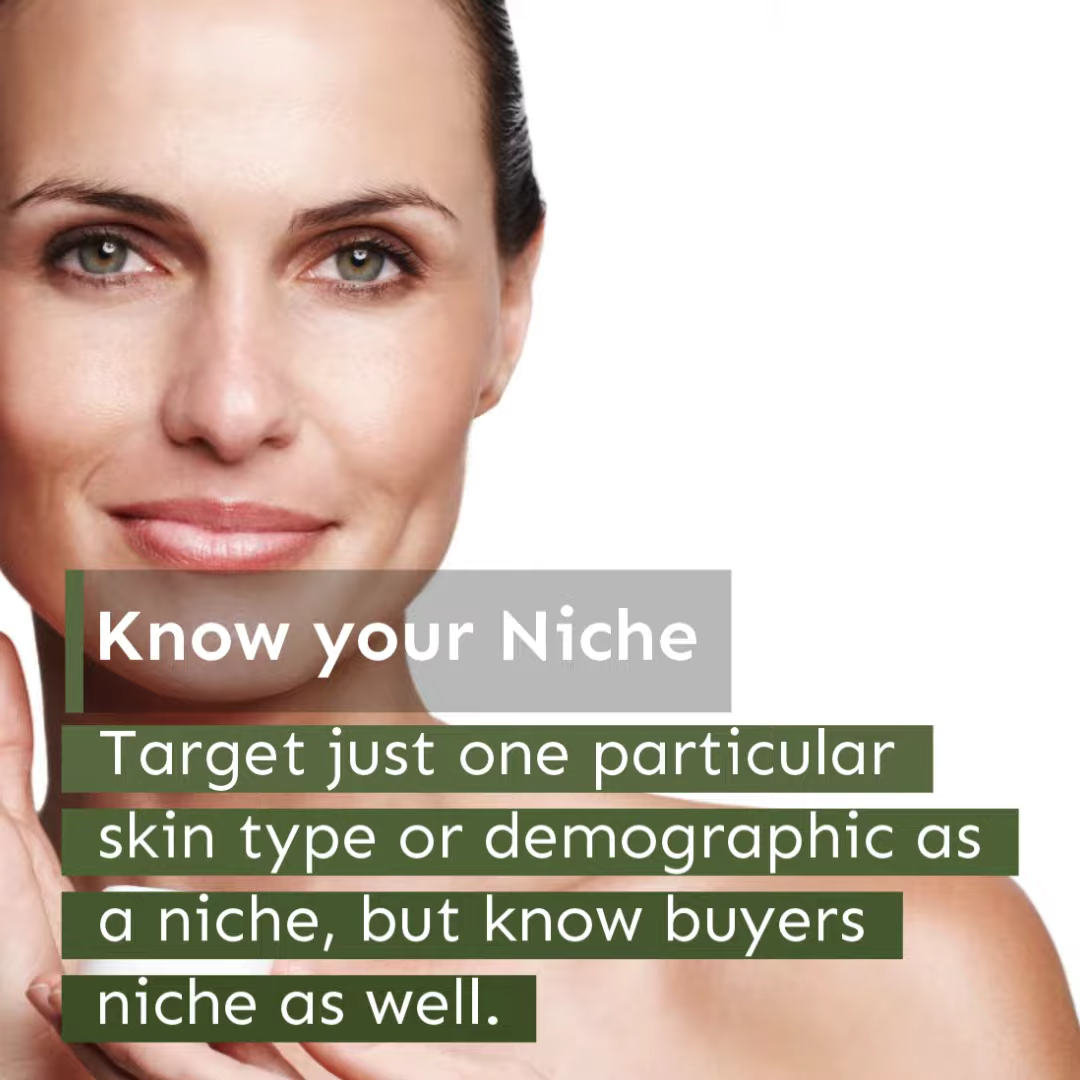 Know your Niche
Target just one particular
skin type or demographic as
a niche, but know buyers
niche as well.